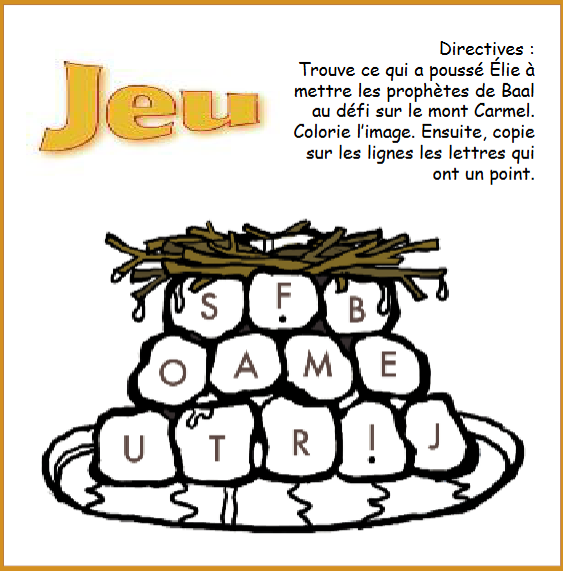 Jeu
Directives :
Trouve ce qui a poussé Élie à
mettre les prophètes de Baal
au défi sur le mont Carmel.
Colorie l'image. Ensuite, copie
sur les lignes les lettres qui
ont un point.
S F B
O A M E
U T R I J